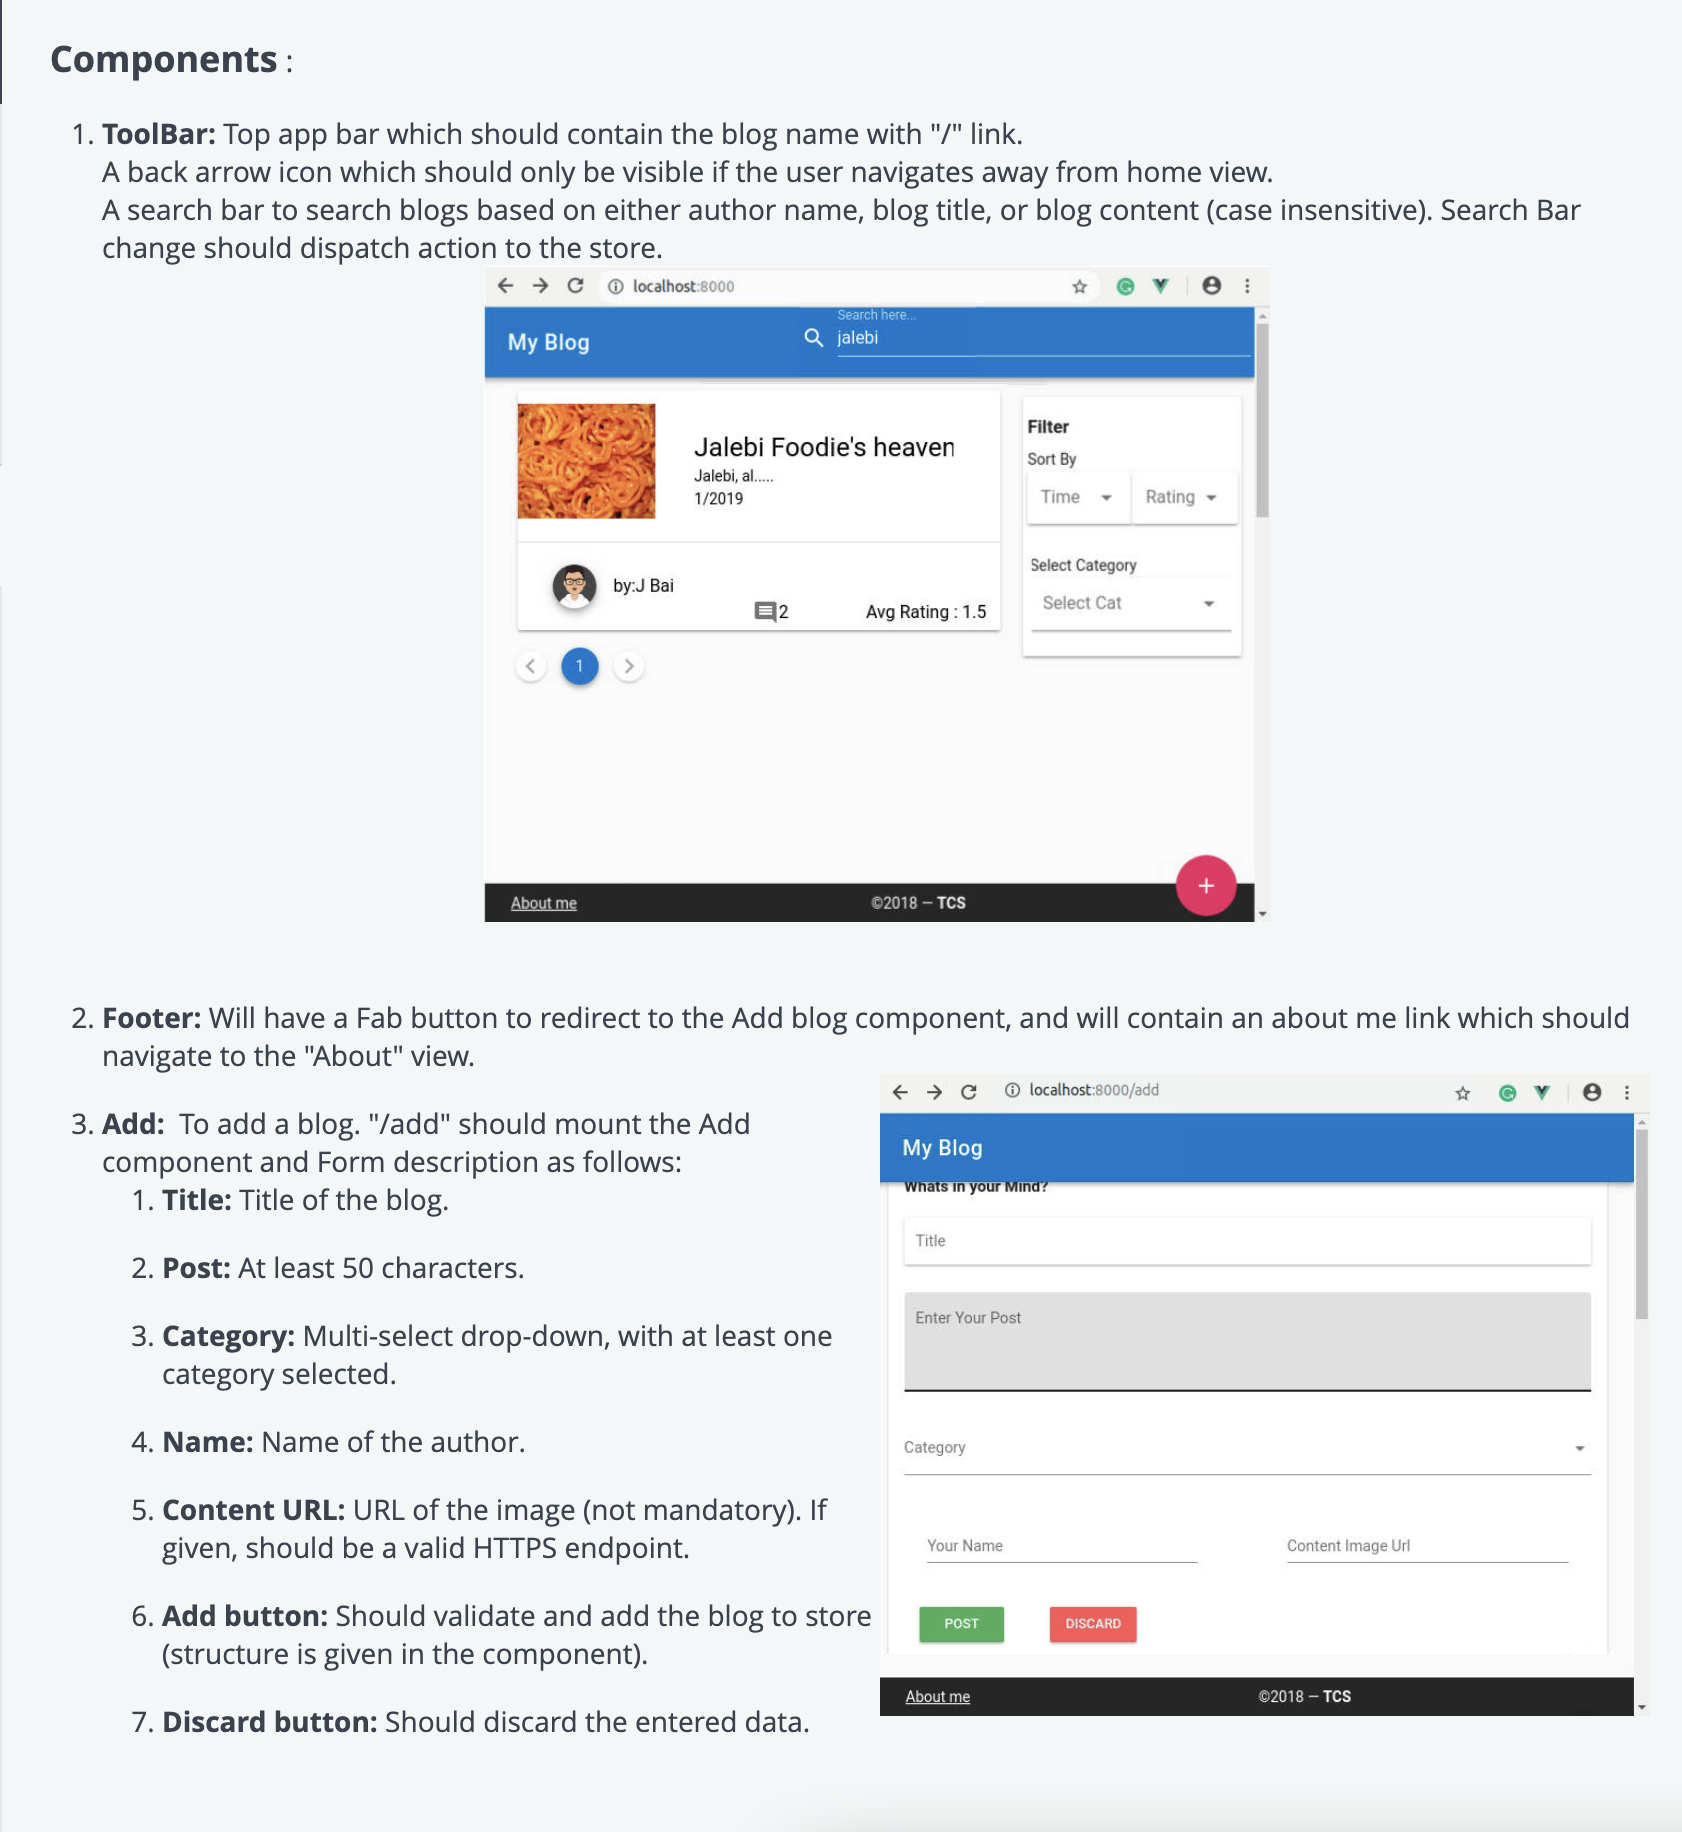 Components :
1. ToolBar: Top app bar which should contain the blog name with "/" link.
A back arrow icon which should only be visible if the user navigates away from home view.
A search bar to search blogs based on either author name, blog title, or blog content (case insensitive). Search Bar
change should dispatch action to the store.
localhost:8000
My Blog
Search here...
jalebi
Jalebi Foodie's heaven
Jalebi, al.....
1/2019
by:J Bai
2
Avg Rating : 1.5
Filter
Sort By
Time
Rating
Select Category
Select Cat
1
+
About me
©2018 — TCS
2. Footer: Will have a Fab button to redirect to the Add blog component, and will contain an about me link which should
navigate to the "About" view.
3. Add: To add a blog. "/add" should mount the Add
component and Form description as follows:
1. Title: Title of the blog.
2. Post: At least 50 characters.
3. Category: Multi-select drop-down, with at least one
category selected.
4. Name: Name of the author.
5. Content URL: URL of the image (not mandatory). If
given, should be a valid HTTPS endpoint.
6. Add button: Should validate and add the blog to store
(structure is given in the component).
7. Discard button: Should discard the entered data.
localhost:8000/add
My Blog
Whats in your Mind?
Title
Enter Your Post
Category
Your Name
Content Image Url
POST
DISCARD
About me
©2018 — TCS